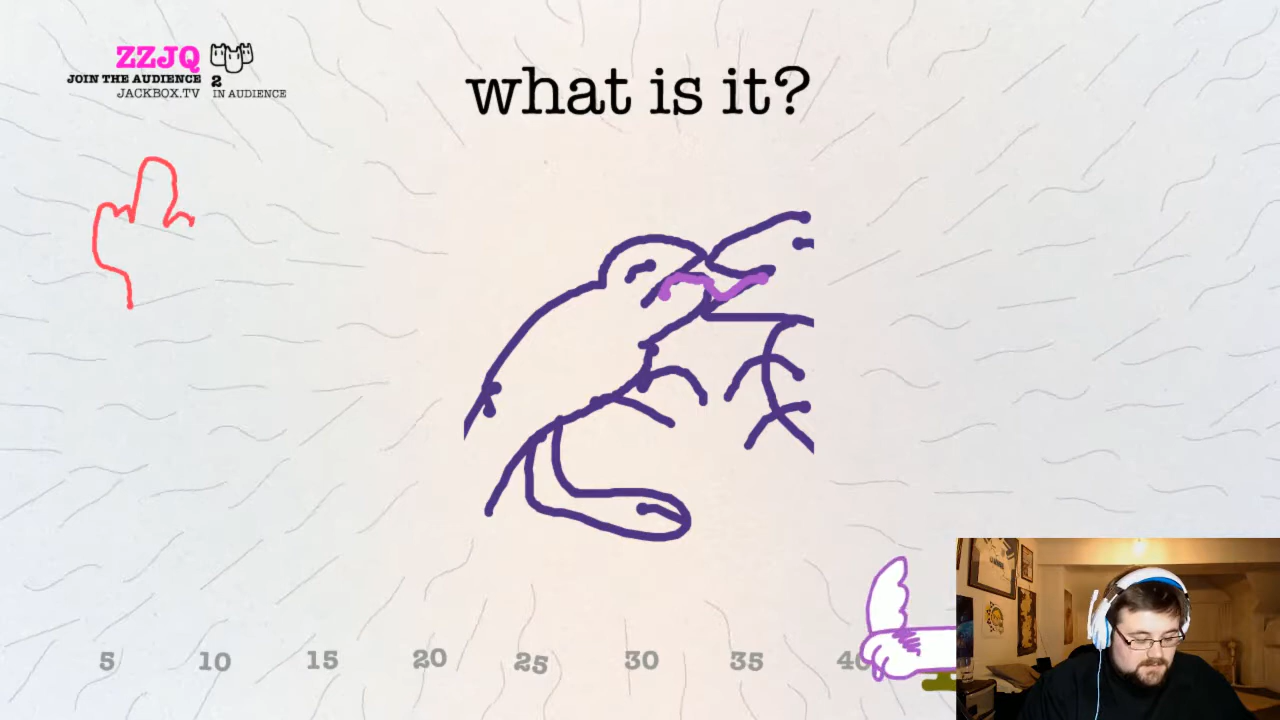 ZZJQ
JOIN THE AUDIENCE 2
JACKBOX.TV IN AUDIENCE
what is it?
5 10 15 20 25 30 35 40